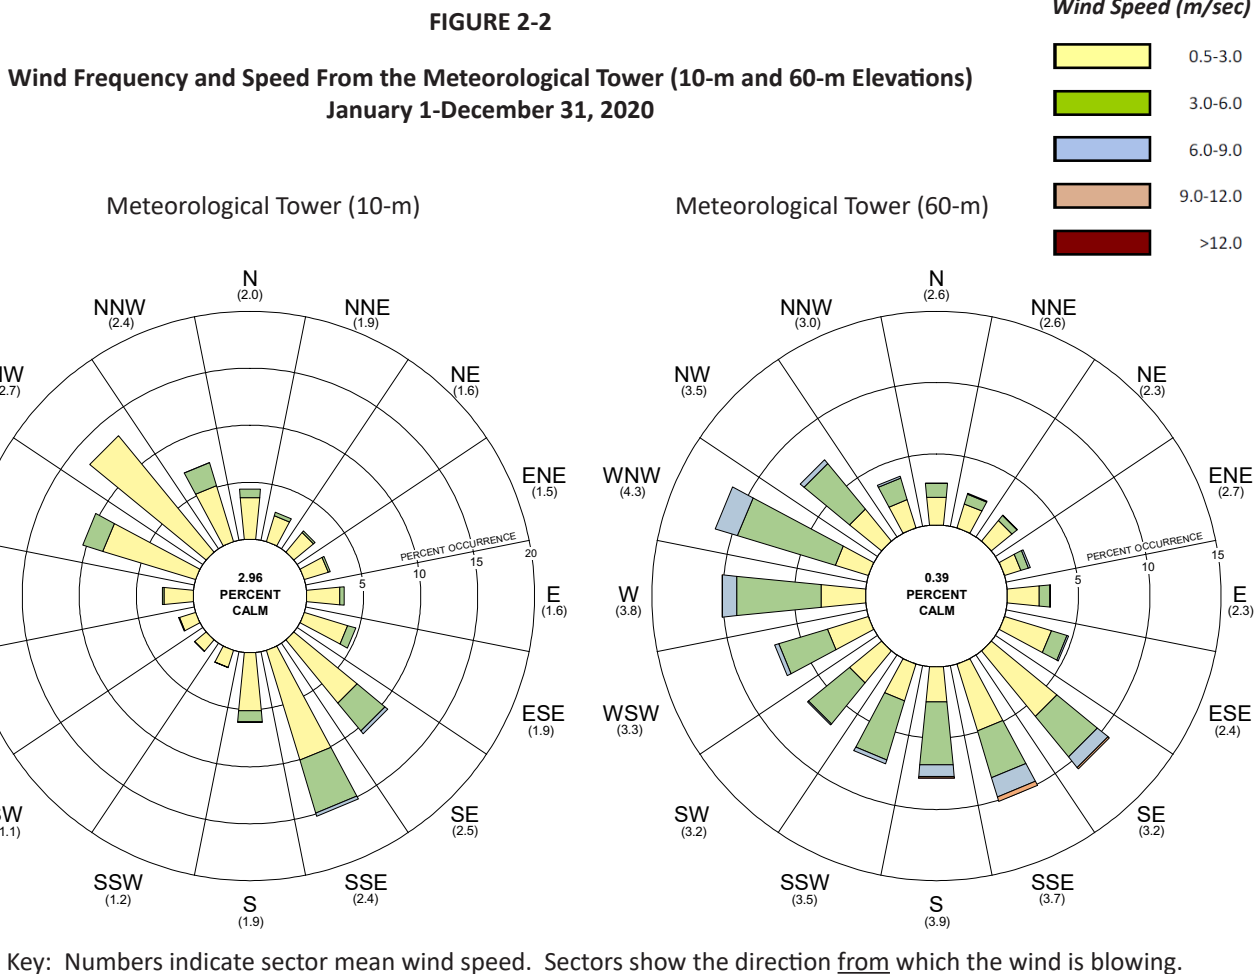 FIGURE 2-2
Wind Speed (m/sec)
0.5-3.0
3.0-6.0
6.0-9.0
9.0-12.0
>12.0
Wind Frequency and Speed From the Meteorological Tower (10-m and 60-m Elevations)
January 1-December 31, 2020
Meteorological Tower (10-m)
N
(2.0)
NNE
(1.9)
NE
(1.6)
ENE
(1.5)
E
(1.6)
ESE
(1.9)
SE
(2.5)
SSE
(2.4)
S
(1.9)
SSW
(1.2)
W
1.1)
W
2.7)
NNW
(2.4)
PERCENT OCCURRENCE
5
10
15
20
2.96
PERCENT
CALM
Meteorological Tower (60-m)
N
(2.6)
NNE
(2.6)
NE
(2.3)
ENE
(2.7)
E
(2.3)
ESE
(2.4)
SE
(3.2)
SSE
(3.7)
S
(3.9)
SSW
(3.5)
SW
(3.2)
WSW
(3.3)
W
(3.8)
WNW
(4.3)
NW
(3.5)
NNW
(3.0)
PERCENT OCCURRENCE
5
10
15
0.39
PERCENT
CALM
Key: Numbers indicate sector mean wind speed. Sectors show the direction from which the wind is blowing.